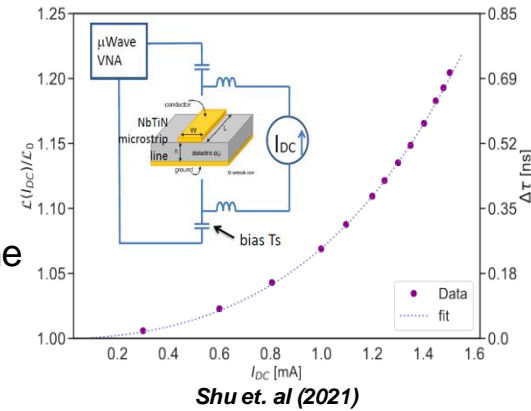 1.25
1.20
1.15
1.10
1.05
1.00
ℒ(I_DC)/ℒ₀
0.85
0.69
0.52
0.35
0.18
0.0
Δτ [ns]
μWave
VNA
conductor
NbTiN
microstrip
line
W
L
h
ground
I_DC
bias Ts
ne
Data
fit
0.2 0.4 0.6 0.8 1.0 1.2 1.4 1.6
I_DC [mA]
Shu et. al (2021)